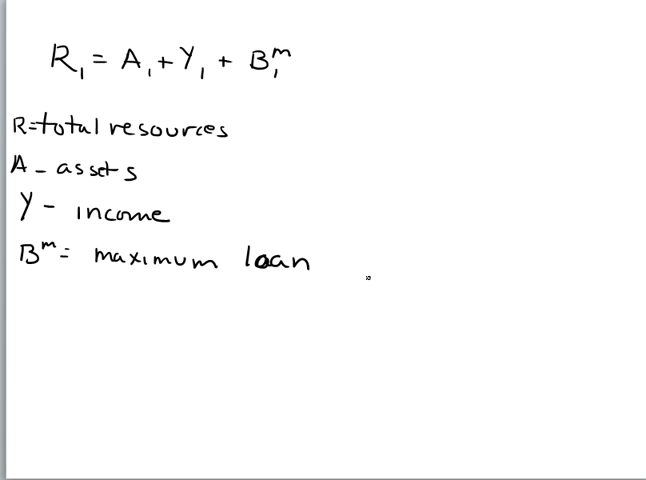 R₁ = A₁ + Y₁ + B₁ᵐ
R=total resources
A - assets
Y - income
Bᵐ = maximum loan